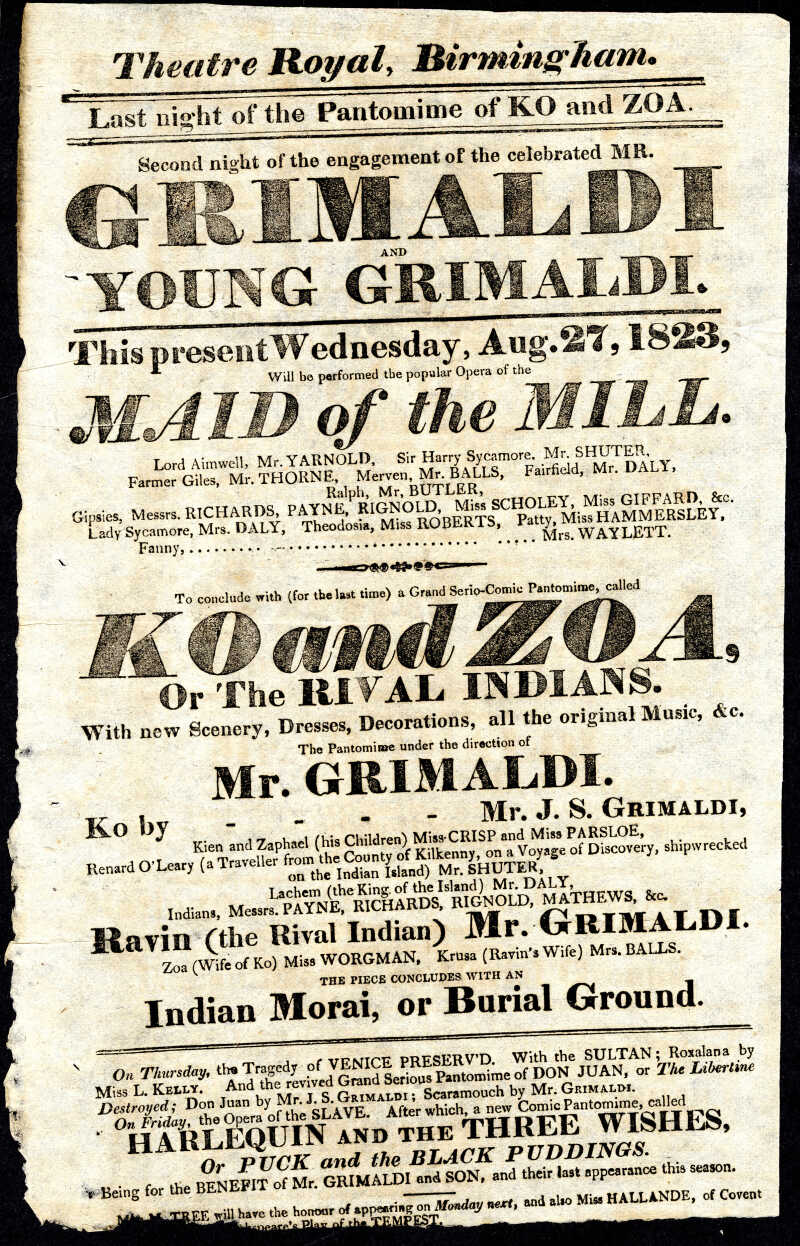 Theatre Royal, Birmingham.
Last night of the Pantomime of KO and ZOA.
Second night of the engagement of the celebrated MR.
GRIMALDI
AND
YOUNG GRIMALDI.
This present Wednesday, Aug. 27, 1823,
Will be performed the popular Opera of the
MAID of the MILL.
Lord Aimwell, Mr. YARNOLD, Sir Harry Sycamore, Mr. SHUTER,
Farmer Giles, Mr. THORNE, Merven, Mr. BALLS, Fairfield, Mr. DALY,
Ralph, Mr, BUTLER,
Gipsies, Messrs. RICHARDS, PAYNE, RIGNOLD, Miss SCHOLEY, Miss GIFFARD, &c.
Lady Sycamore, Mrs. DALY, Theodosia, Miss ROBERTS, Patty, Miss HAMMERSLEY,
Fanny,........................................ Mrs. WAYLETT.
To conclude with (for the last time) a Grand Serio-Comic Pantomime, called
KO and ZOA,
Or The RIVAL INDIANS.
With new Scenery, Dresses, Decorations, all the original Music, &c.
The Pantomime under the direction of
Mr. GRIMALDI.
Ko by - - - - Mr. J. S. GRIMALDI,
Kien and Zaphael (his Children) Miss CRISP and Miss PARSLOE,
Renard O'Leary (a Traveller from the County of Kilkenny, on a Voyage of Discovery, shipwrecked
on the Indian Island) Mr. SHUTER,
Lachem (the King of the Island) Mr. DALY,
Indians, Messrs. PAYNE, RICHARDS, RIGNOLD, MATHEWS, &c.
Ravin (the Rival Indian) Mr. GRIMALDI.
Zoa (Wife of Ko) Miss WORGMAN, Krusa (Ravin's Wife) Mrs. BALLS.
THE PIECE CONCLUDES WITH AN
Indian Morai, or Burial Ground.
On Thursday, the Tragedy of VENICE PRESERV'D. With the SULTAN; Roxalana by
Miss L. KELLY. And the revived Grand Serious Pantomime of DON JUAN, or The Libertine
Destroyed; Don Juan by Mr. J. S. GRIMALDI; Scaramouch by Mr. GRIMALDI.
On Friday, the Opera of the SLAVE. After which, a new Comic Pantomime, called
HARLEQUIN AND THE THREE WISHES,
Or PUCK and the BLACK PUDDINGS.
Being for the BENEFIT of Mr. GRIMALDI and SON, and their last appearance this season.
TREE will have the honour of appearing on Monday next, and also Miss HALLANDE, of Covent
Play of the TEMPEST.